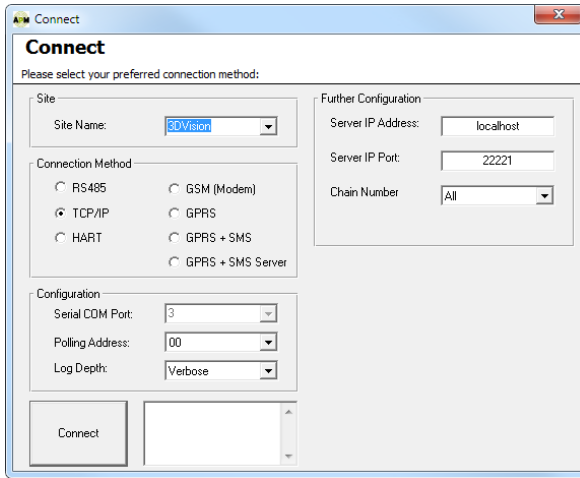 Connect
Connect
Please select your preferred connection method:
Site
Site Name: 3DVision
Connection Method
RS485 GSM (Modem)
TCP/IP GPRS
HART GPRS + SMS
GPRS + SMS Server
Configuration
Serial COM Port: 3
Polling Address: 00
Log Depth: Verbose
Connect
Further Configuration
Server IP Address: localhost
Server IP Port: 22221
Chain Number All